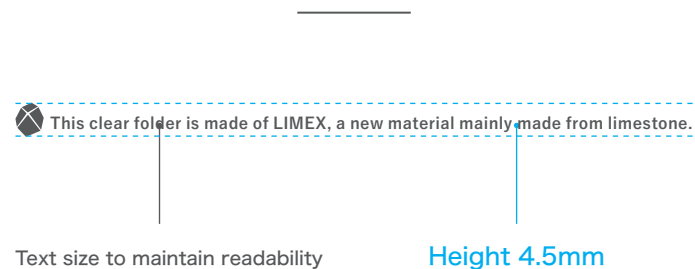 This clear folder is made of LIMEX, a new material mainly made from limestone.
Text size to maintain readability
Height 4.5mm